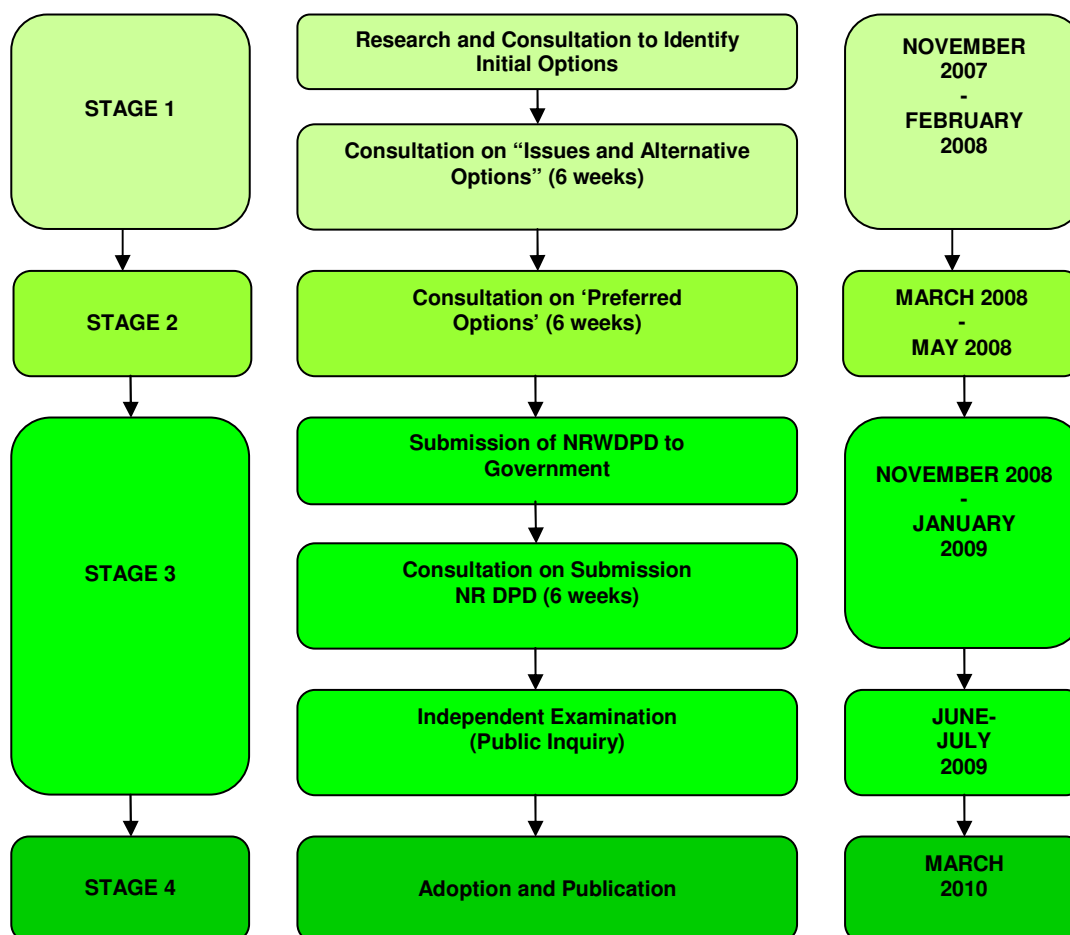 STAGE 1
Research and Consultation to Identify
Initial Options
Consultation on “Issues and Alternative
Options” (6 weeks)
NOVEMBER
2007
-
FEBRUARY
2008
STAGE 2
Consultation on ‘Preferred
Options’ (6 weeks)
MARCH 2008
-
MAY 2008
STAGE 3
Submission of NRWDPD to
Government
Consultation on Submission
NR DPD (6 weeks)
Independent Examination
(Public Inquiry)
NOVEMBER 2008
-
JANUARY
2009
JUNE-
JULY
2009
STAGE 4
Adoption and Publication
MARCH
2010